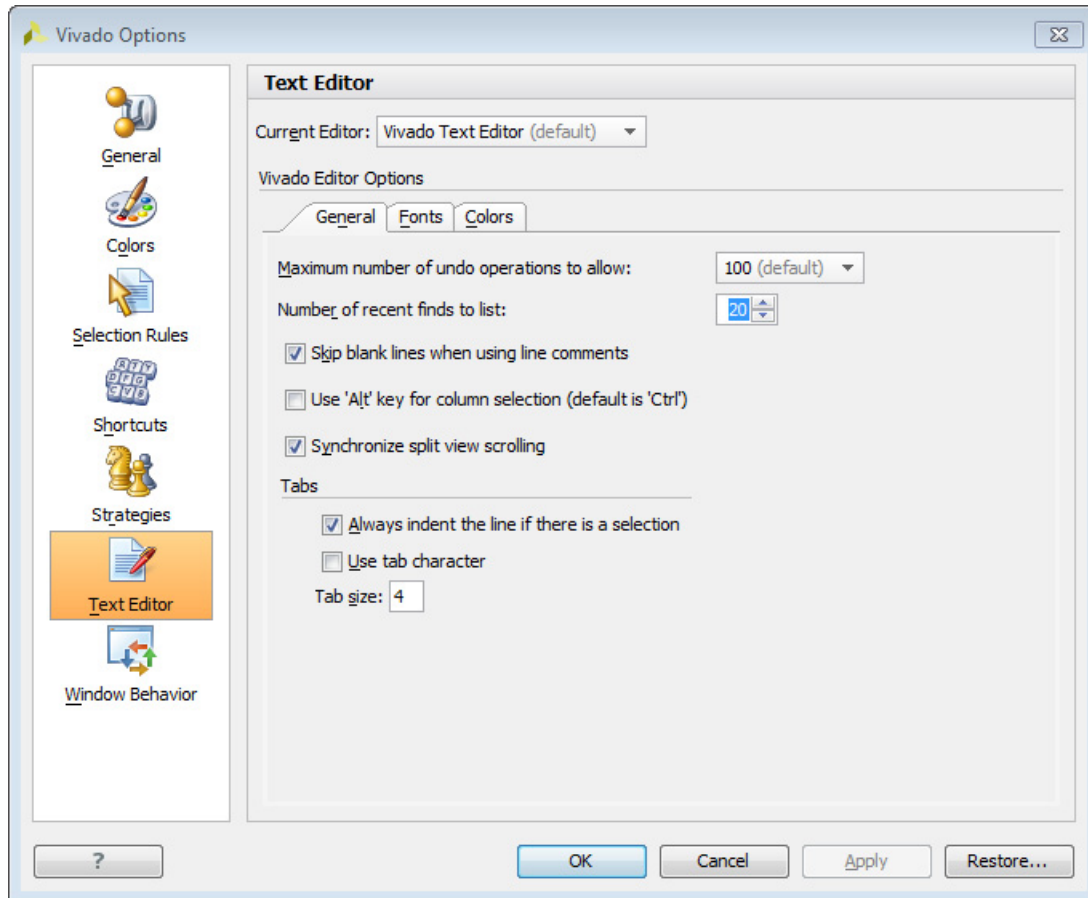 Vivado Options
General
Colors
Selection Rules
Shortcuts
Strategies
Text Editor
Window Behavior
Text Editor
Current Editor: Vivado Text Editor (default)
Vivado Editor Options
General Fonts Colors
Maximum number of undo operations to allow: 100 (default)
Number of recent finds to list: 20
Skip blank lines when using line comments
Use 'Alt' key for column selection (default is 'Ctrl')
Synchronize split view scrolling
Tabs
Always indent the line if there is a selection
Use tab character
Tab size: 4
? OK Cancel Apply Restore...